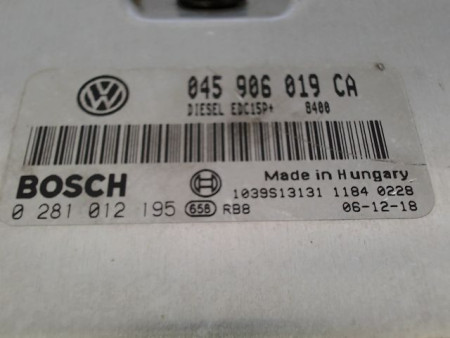 045 906 019 CA
DIESEL EDC15P+ 8400
BOSCH
Made in Hungary
1039S13131 1184 0228
0 281 012 195 658 RB8 06-12-18